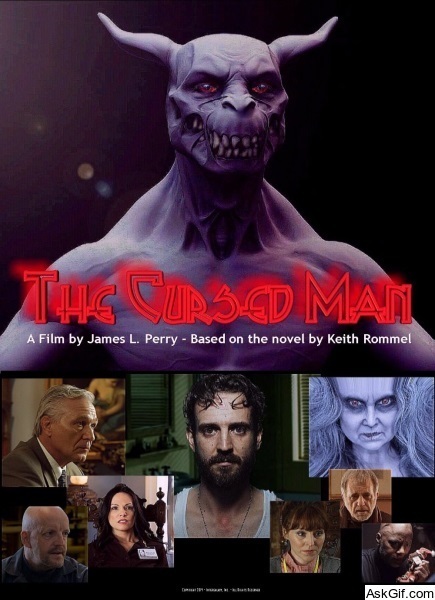 THE CURSED MAN
A Film by James L. Perry - Based on the novel by Keith Rommel
AskGif.com